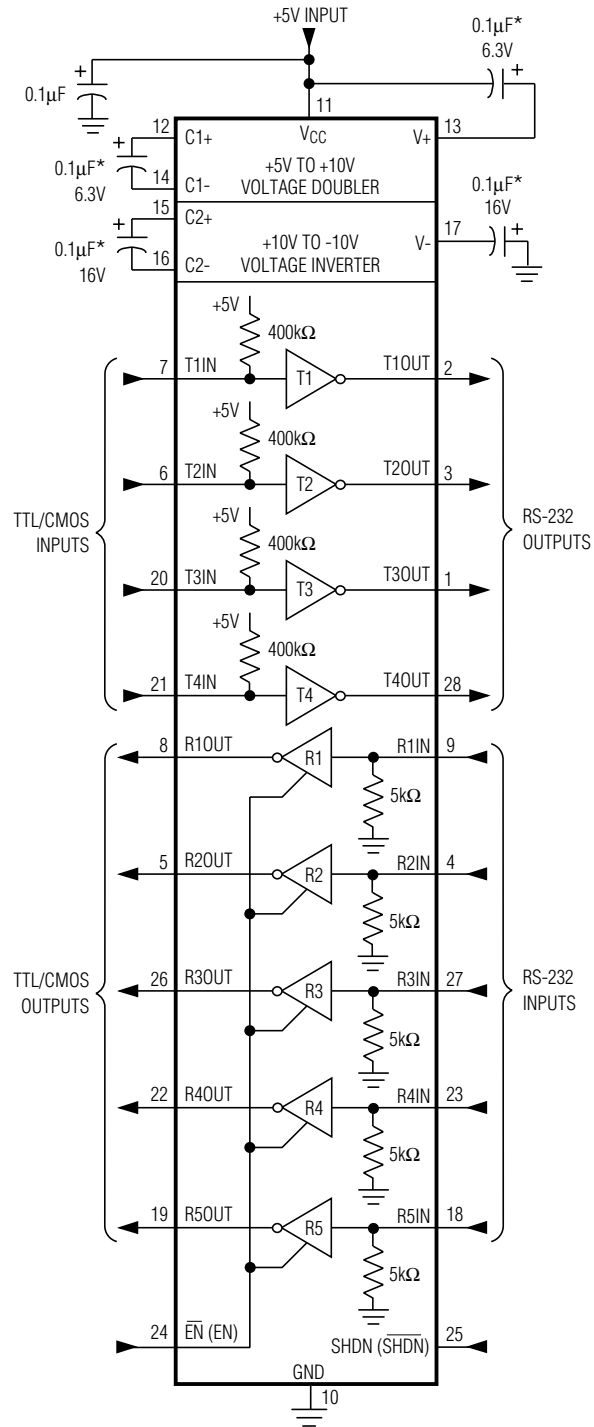 +5V INPUT
0.1µF*
6.3V
+
+
0.1µF
11
12
C1+
VCC
V+
13
+
0.1µF*
6.3V
14
C1-
+5V TO +10V
VOLTAGE DOUBLER
15
C2+
+
0.1µF*
16V
16
C2-
+10V TO -10V
VOLTAGE INVERTER
V-
17
0.1µF*
16V
+
+5V
400kΩ
7
T1IN
T1
T1OUT
2
+5V
400kΩ
6
T2IN
T2
T2OUT
3
TTL/CMOS
INPUTS
RS-232
OUTPUTS
+5V
400kΩ
20
T3IN
T3
T3OUT
1
+5V
400kΩ
21
T4IN
T4
T4OUT
28
8
R1OUT
R1
R1IN
9
5kΩ
5
R2OUT
R2
R2IN
4
5kΩ
TTL/CMOS
OUTPUTS
RS-232
INPUTS
26
R3OUT
R3
R3IN
27
5kΩ
22
R4OUT
R4
R4IN
23
5kΩ
19
R5OUT
R5
R5IN
18
5kΩ
24
E̅N̅ (EN)
SHDN (S̅H̅D̅N̅)
25
GND
10